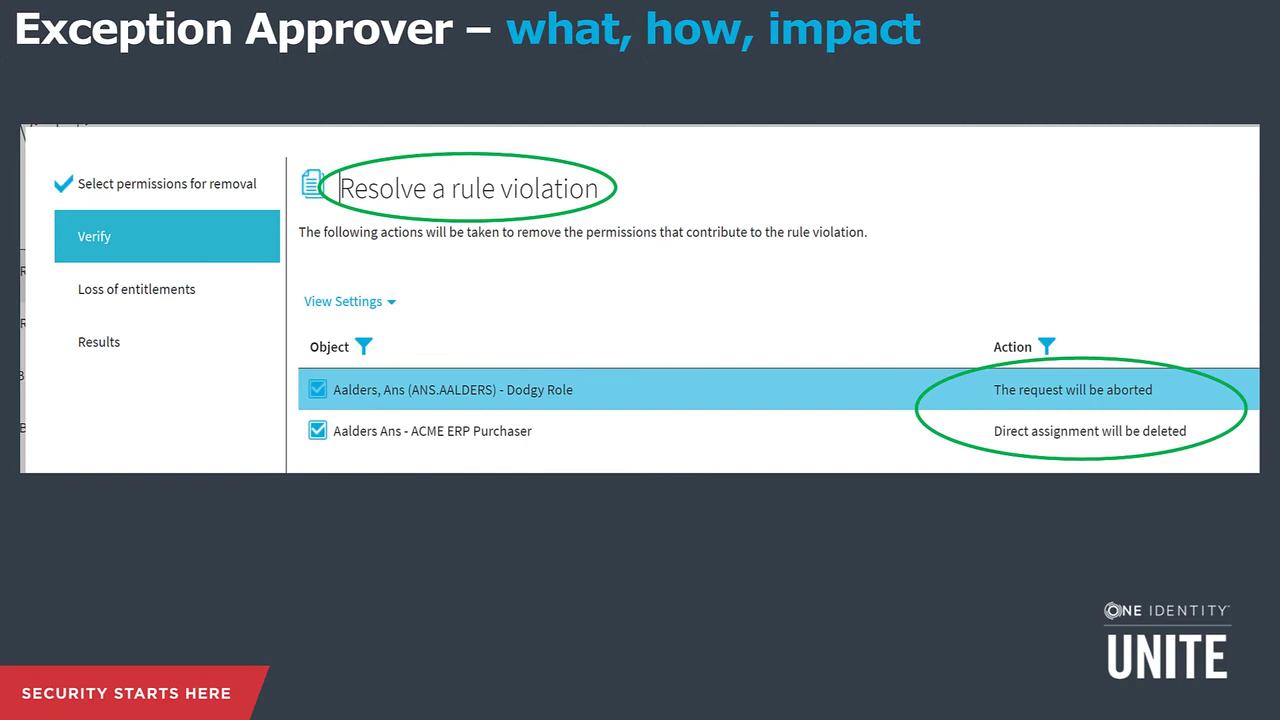 Exception Approver – what, how, impact
Select permissions for removal
Verify
Loss of entitlements
Results
Resolve a rule violation
The following actions will be taken to remove the permissions that contribute to the rule violation.
View Settings
Object Action
Aalders, Ans (ANS.AALDERS) - Dodgy Role The request will be aborted
Aalders Ans - ACME ERP Purchaser Direct assignment will be deleted
ONE IDENTITY
UNITE
SECURITY STARTS HERE